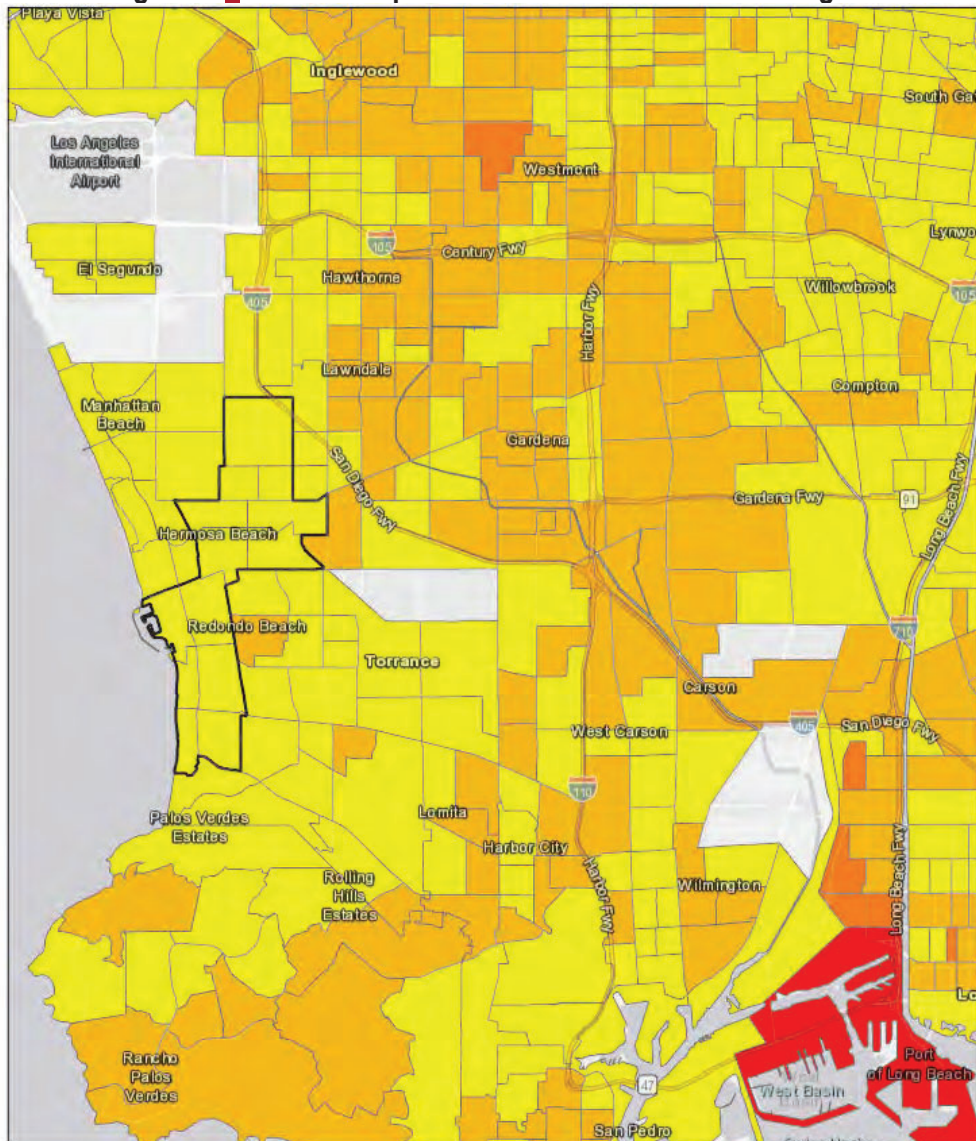 Playa Vista
Inglewood
South Ga
Los Angeles
International
Airport
Westmont
Lynwo
105
Century Fwy
El Segundo
Hawthorne
Willowbrook
405
105
Harbor Fwy
Lawndale
Compton
Manhattan
Beach
Gardena
San Diego Fwy
Gardena Fwy
91
Long Beach Fwy
Hermosa Beach
Redondo Beach
710
Torrance
Carson
West Carson
405
San Diego Fwy
110
Palos Verdes
Estates
Lomita
Harbor City
Rolling
Hills
Estates
Wilmington
Harbor Fwy
Long Beach Fwy
Lo
Rancho
Palos
Verdes
Port
of Long Beach
47
West Basin
San Pedro